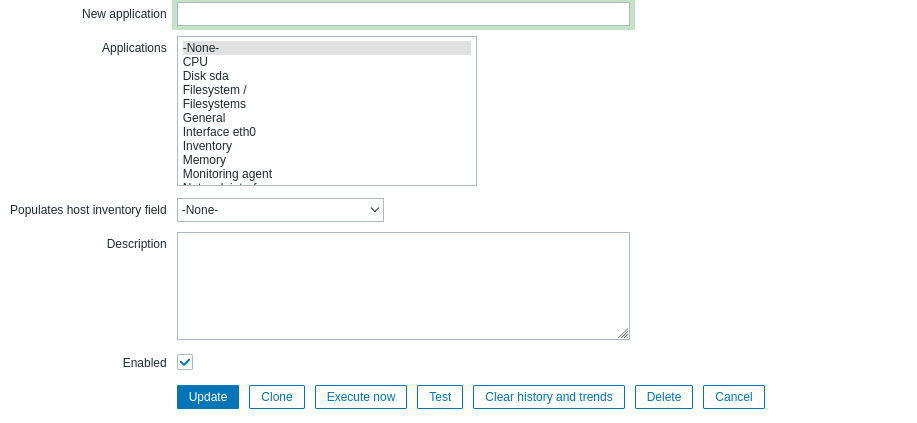 New application
Applications
-None-
CPU
Disk sda
Filesystem /
Filesystems
General
Interface eth0
Inventory
Memory
Monitoring agent
Populates host inventory field
-None-
Description
Enabled
Update Clone Execute now Test Clear history and trends Delete Cancel